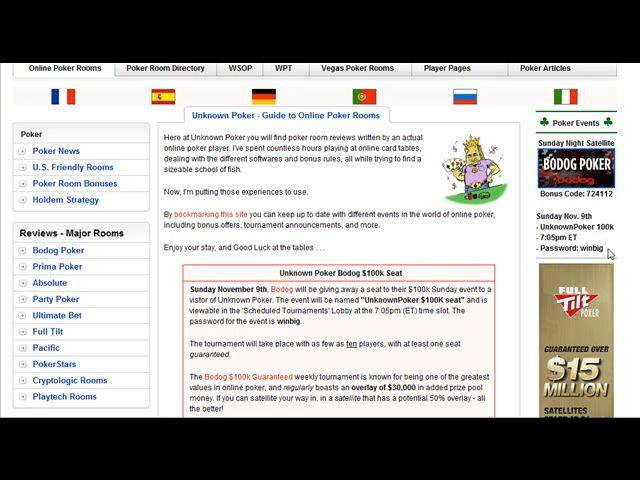 Online Poker Rooms
Poker Room Directory
WSOP
WPT
Vegas Poker Rooms
Player Pages
Poker Articles
Poker
Poker News
U.S. Friendly Rooms
Poker Room Bonuses
Holdem Strategy
Reviews - Major Rooms
Bodog Poker
Prima Poker
Absolute
Party Poker
Ultimate Bet
Full Tilt
Pacific
PokerStars
Cryptologic Rooms
Playtech Rooms
Unknown Poker - Guide to Online Poker Rooms
Here at Unknown Poker you will find poker room reviews written by an actual
online poker player. I've spent countless hours playing at online card tables,
dealing with the different softwares and bonus rules, all while trying to find a
sizeable school of fish.
Now, I'm putting those experiences to use.
By bookmarking this site you can keep up to date with different events in the world of online poker,
including bonus offers, tournament announcements, and more.
Enjoy your stay, and Good Luck at the tables . . .
Unknown Poker Bodog $100k Seat
Sunday November 9th, Bodog will be giving away a seat to their $100k Sunday event to a
vistor of Unknown Poker. The event will be named "UnknownPoker $100K seat" and is
viewable in the 'Scheduled Tournaments' Lobby at the 7:05pm (ET) time slot. The
password for the event is winbig.
The tournament will take place with as few as ten players, with at least one seat
guaranteed.
The Bodog $100k Guaranteed weekly tournament is known for being one of the greatest
values in online poker, and regularly boasts an overlay of $30,000 in added prize pool
money. If you can satellite your way in, in a satellite that has a potential 50% overlay - all
the better!
Poker Events
Sunday Night Satellite
BODOG POKER
bodog
Bonus Code: 724112
Sunday Nov. 9th
- UnknownPoker 100k
- 7:05pm ET
- Password: winbig
FULL
Tilt
POKER
GUARANTEED OVER
$15
MILLION
SATELLITES